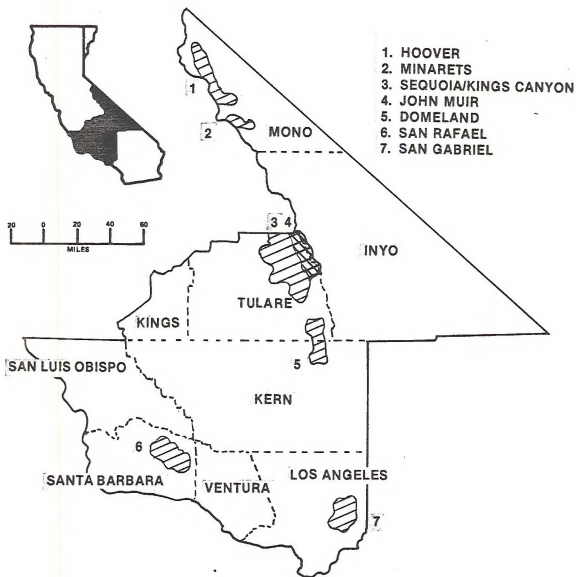 1. HOOVER
2. MINARETS
3. SEQUOIA/KINGS CANYON
4. JOHN MUIR
5. DOMELAND
6. SAN RAFAEL
7. SAN GABRIEL
1
2
MONO
20 0 20 40 60
MILES
3 4
INYO
TULARE
KINGS
5
SAN LUIS OBISPO
KERN
6
SANTA BARBARA
VENTURA
LOS ANGELES
7